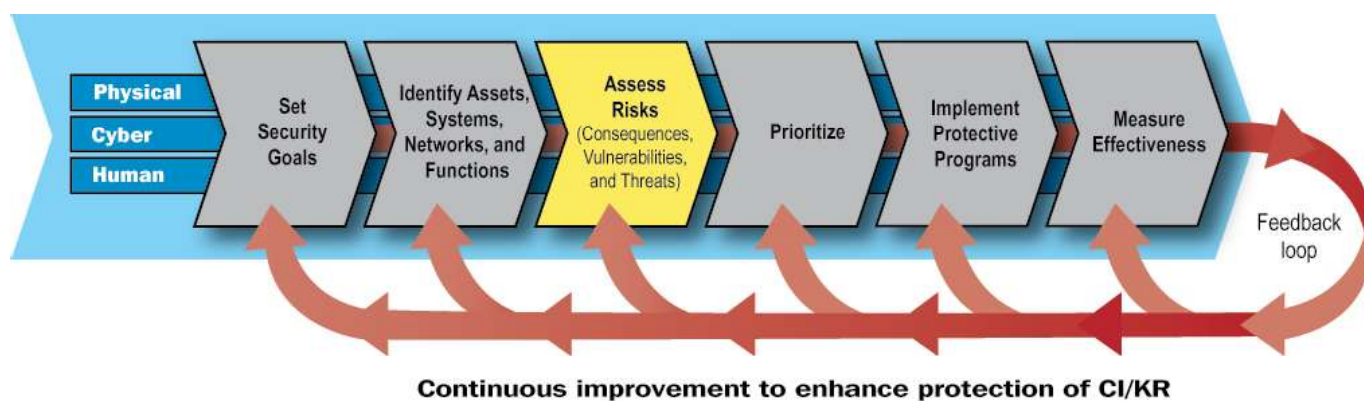 Physical
Cyber
Human
Set
Security
Goals
Identify Assets,
Systems,
Networks, and
Functions
Assess
Risks
(Consequences,
Vulnerabilities,
and Threats)
Prioritize
Implement
Protective
Programs
Measure
Effectiveness
Feedback
loop
Continuous improvement to enhance protection of CI/KR